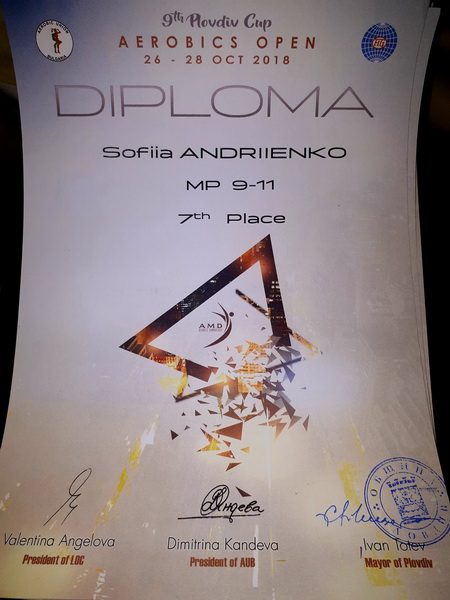 9th Plovdiv Cup
AEROBICS OPEN
26 - 28 OCT 2018
DIPLOMA
Sofiia ANDRIIENKO
MP 9-11
7th Place
AMD
Valentina Angelova
President of LOC
Dimitrina Kandeva
President of AUB
Ivan Totev
Mayor of Plovdiv